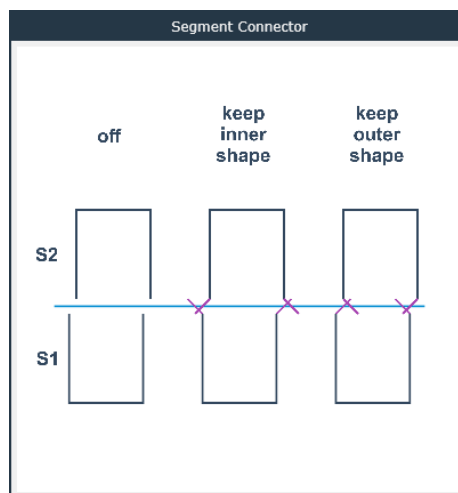 Segment Connector
off
keep
inner
shape
keep
outer
shape
S2
S1